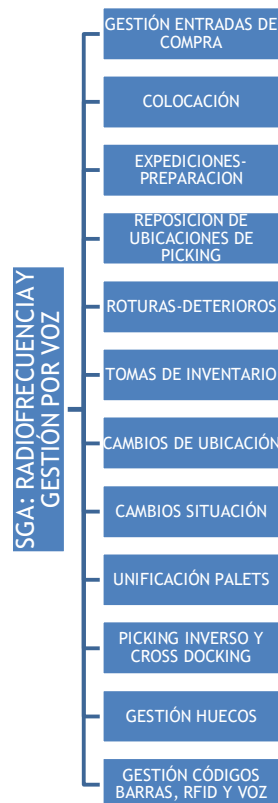 SGA: RADIOFRECUENCIA Y
GESTIÓN POR VOZ
GESTIÓN ENTRADAS DE
COMPRA
COLOCACIÓN
EXPEDICIONES-
PREPARACION
REPOSICIÓN DE
UBICACIONES DE
PICKING
ROTURAS-DETERIOROS
TOMAS DE INVENTARIO
CAMBIOS DE UBICACIÓN
CAMBIOS SITUACIÓN
UNIFICACIÓN PALETS
PICKING INVERSO Y
CROSS DOCKING
GESTIÓN HUECOS
GESTIÓN CÓDIGOS
BARRAS, RFID Y VOZ